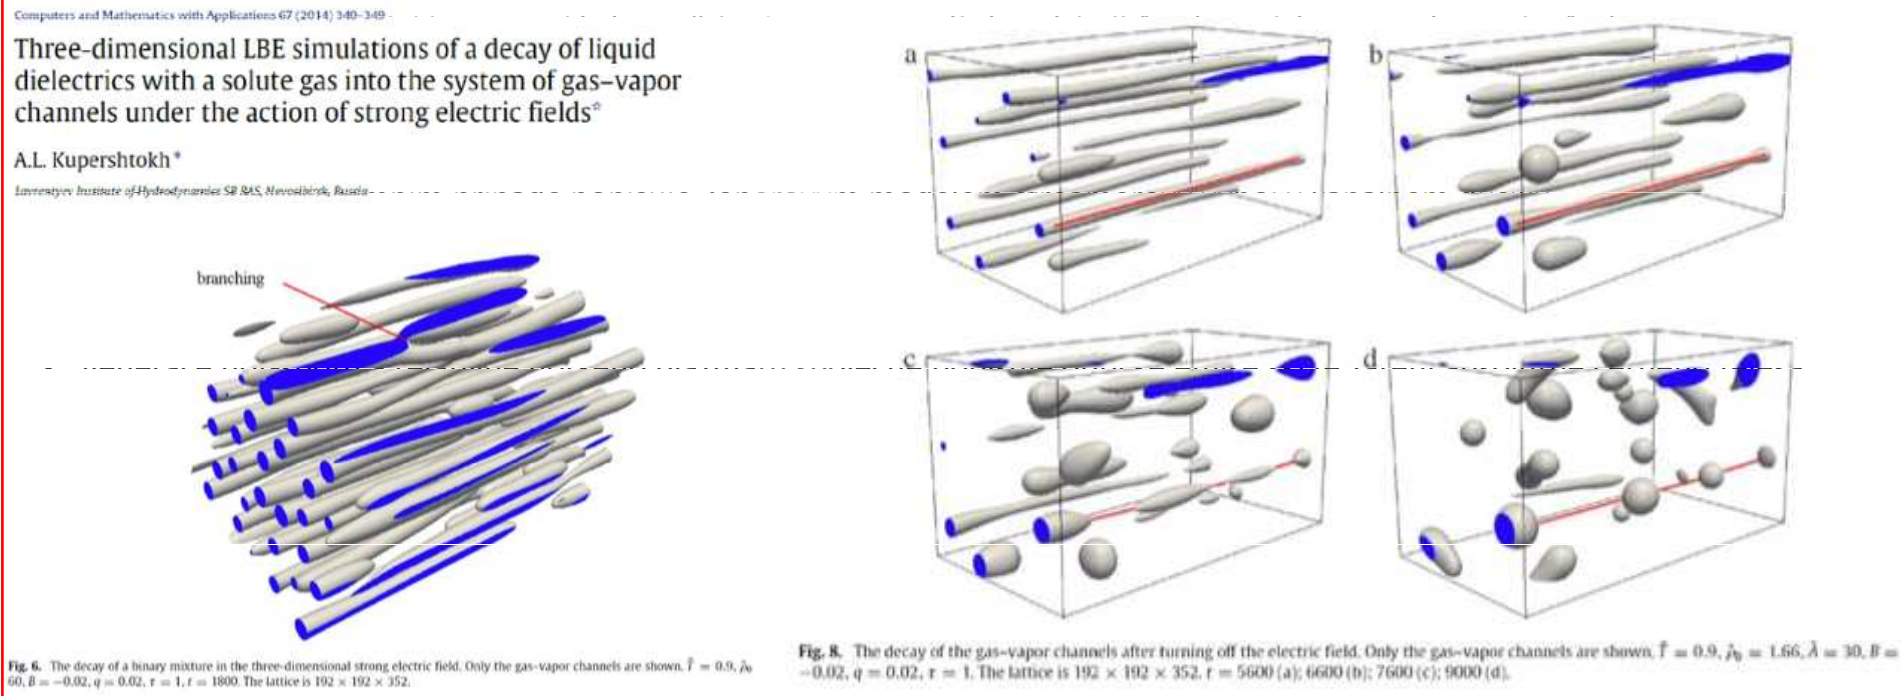 Computers and Mathematics with Applications 67 (2014) 340–349
Three-dimensional LBE simulations of a decay of liquid
dielectrics with a solute gas into the system of gas–vapor
channels under the action of strong electric fields☆
A.L. Kupershtokh *
Lavrentyev Institute of Hydrodynamics SB RAS, Novosibirsk, Russia
branching
Fig. 6. The decay of a binary mixture in the three-dimensional strong electric field. Only the gas-vapor channels are shown. T̃ = 0.9, ρ̃₀
60, B = −0.02, q = 0.02, r = 1, t = 1800. The lattice is 192 × 192 × 352.
a
b
c
d
Fig. 8. The decay of the gas-vapor channels after turning off the electric field. Only the gas-vapor channels are shown. T̃ = 0.9, ρ̃₀ = 1.66, Ã = 30, B =
−0.02, q = 0.02, r = 1. The lattice is 192 × 192 × 352. t = 5600 (a); 6600 (b); 7600 (c); 9000 (d).